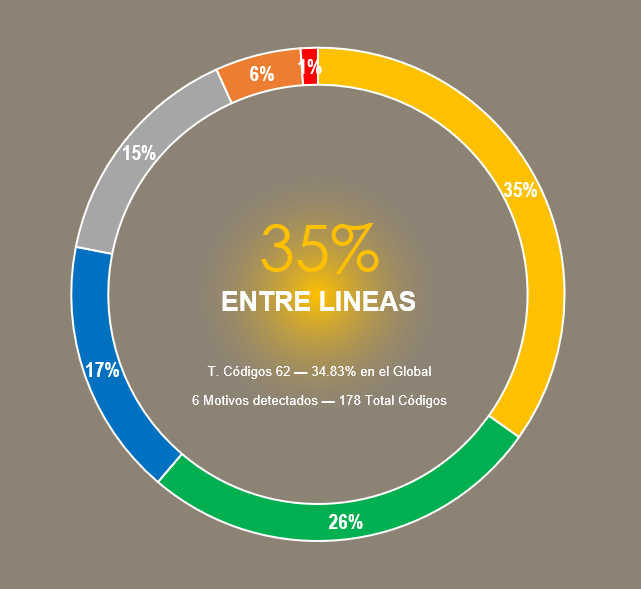 1%
6%
15%
35%
35%
ENTRE LINEAS
17%
T. Códigos 62 — 34.83% en el Global
6 Motivos detectados — 178 Total Códigos
26%